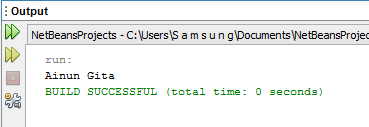 Output
NetBeansProjects - C:\Users\S a m s u n g\Documents\NetBeansProjec
run:
Ainun Gita
BUILD SUCCESSFUL (total time: 0 seconds)